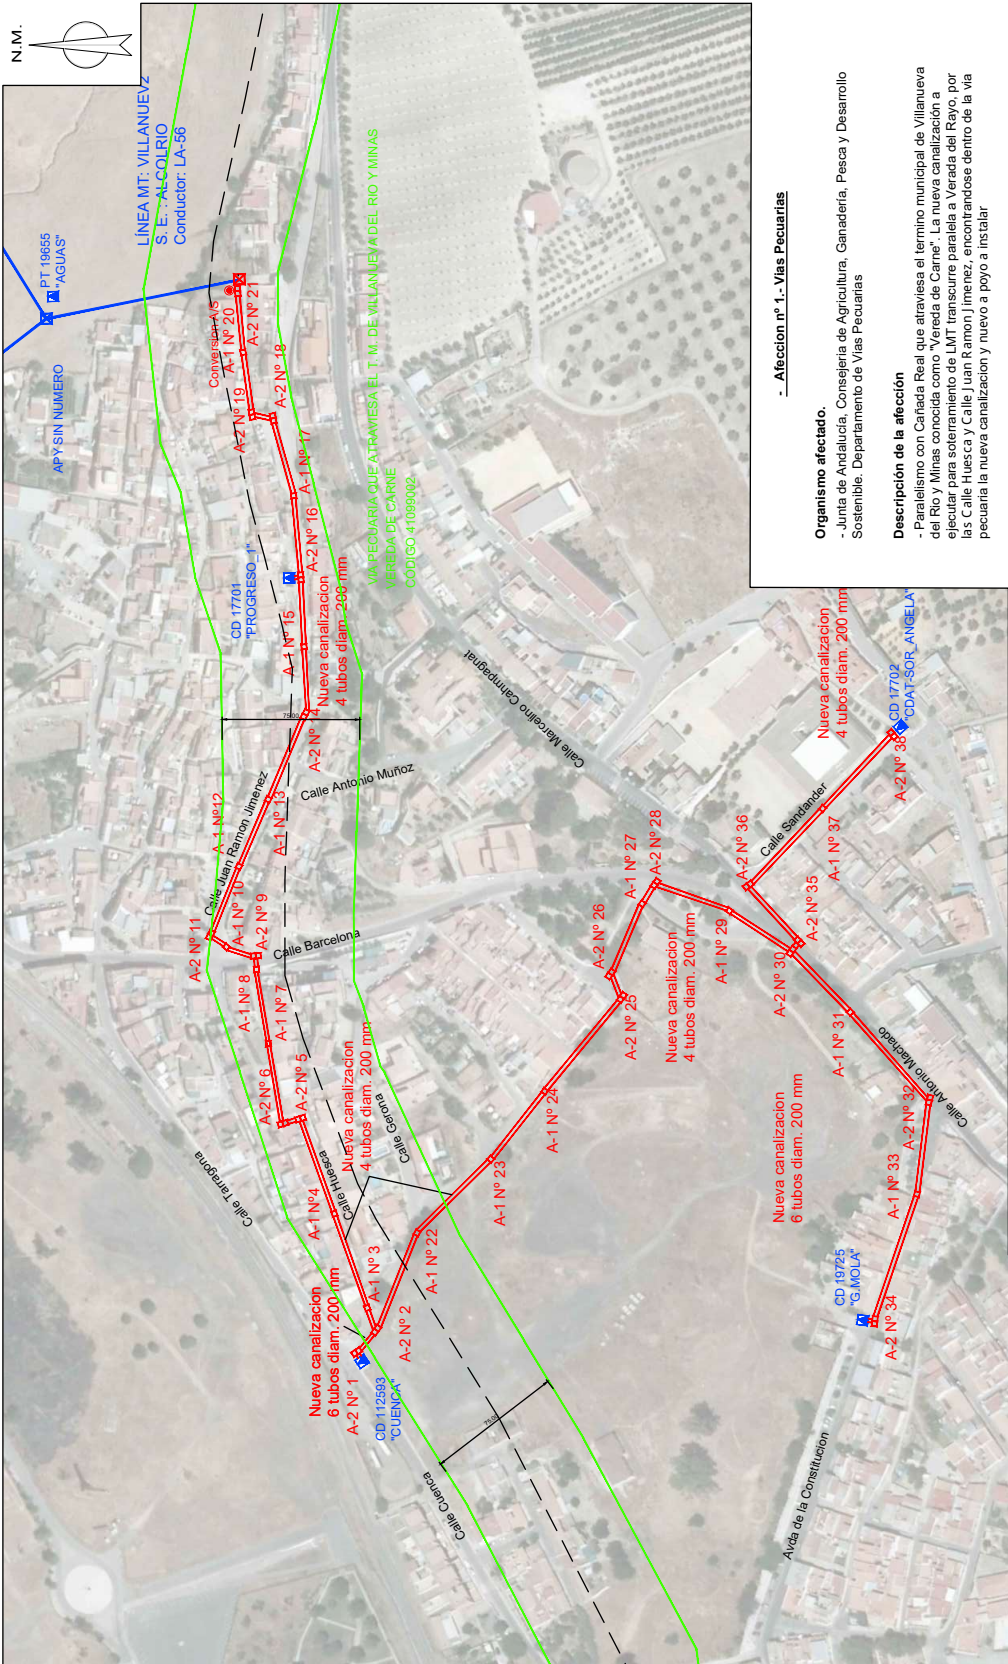 N.M.
LÍNEA MT: VILLANUEV2
S. E. : ALCOLRIO
Conductor: LA-56
PT 19655
"AGUAS"
APY SIN NUMERO
Conversion A/S
A-1 Nº 20
A-2 Nº 21
A-2 Nº 19
A-2 Nº 18
A-1 Nº 17
A-2 Nº 16
CD 17701
"PROGRESO_1"
A-1 Nº 15
Nueva canalizacion
4 tubos diam. 200 mm
A-2 Nº 14
VIA PECUARIA QUE ATRAVIESA EL T. M. DE VILLANUEVA DEL RIO Y MINAS
VEREDA DE CARNE
CODIGO 41099002
75.00
Calle Antonio Muñoz
A-1 Nº 13
A-1 Nº12
Calle Juan Ramon Jimenez
A-1 Nº 10
A-2 Nº 11
A-2 Nº 9
Calle Barcelona
A-1 Nº 8
A-1 Nº 7
A-2 Nº 6
A-2 Nº 5
Nueva canalizacion
4 tubos diam. 200 mm
Calle Gerona
Calle Huesca
Calle Tarragona
A-1 Nº4
A-1 Nº 3
A-2 Nº 2
Nueva canalizacion
6 tubos diam. 200 mm
A-2 Nº 1
CD 112593
"CUENCA"
Calle Cuenca
75.00
A-1 Nº 22
A-1 Nº 23
A-1 Nº 24
A-2 Nº 25
A-2 Nº 26
A-1 Nº 27
A-2 Nº 28
Nueva canalizacion
4 tubos diam. 200 mm
A-1 Nº 29
A-2 Nº 30
A-1 Nº 31
A-2 Nº 32
Calle Antonio Machado
A-1 Nº 33
A-2 Nº 34
CD 19725
"G.MOLA"
Nueva canalizacion
6 tubos diam. 200 mm
Avda de la Constitucion
A-2 Nº 35
A-2 Nº 36
Calle Sandander
A-1 Nº 37
A-2 Nº 38
CD 17702
"CDAT-SOR_ANGELA"
Nueva canalizacion
4 tubos diam. 200 mm
Calle Marcelino Cahmpagnat
- Afeccion nº 1.- Vias Pecuarias
Organismo afectado.
- Junta de Andalucía, Consejería de Agricultura, Ganadería, Pesca y Desarrollo
Sostenible. Departamento de Vias Pecuarias
Descripción de la afección
- Paralelismo con Cañada Real que atraviesa el termino municipal de Villanueva
del Rio y Minas conocida como "Vereda de Carne". La nueva canalización a
ejecutar para soterramiento de LMT transcurre paralela a Verada del Rayo, por
las Calle Huesca y Calle Juan Ramon Jimenez, encontrandose dentro de la via
pecuaria la nueva canalizacion y nuevo a poyo a instalar